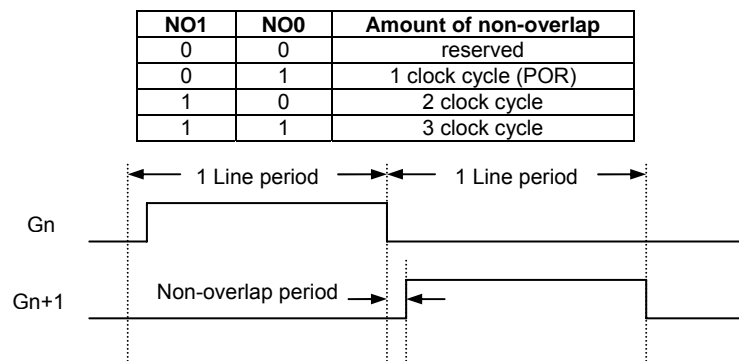 NO1 NO0 Amount of non-overlap
0 0 reserved
0 1 1 clock cycle (POR)
1 0 2 clock cycle
1 1 3 clock cycle
1 Line period 1 Line period
Gn
Non-overlap period
Gn+1